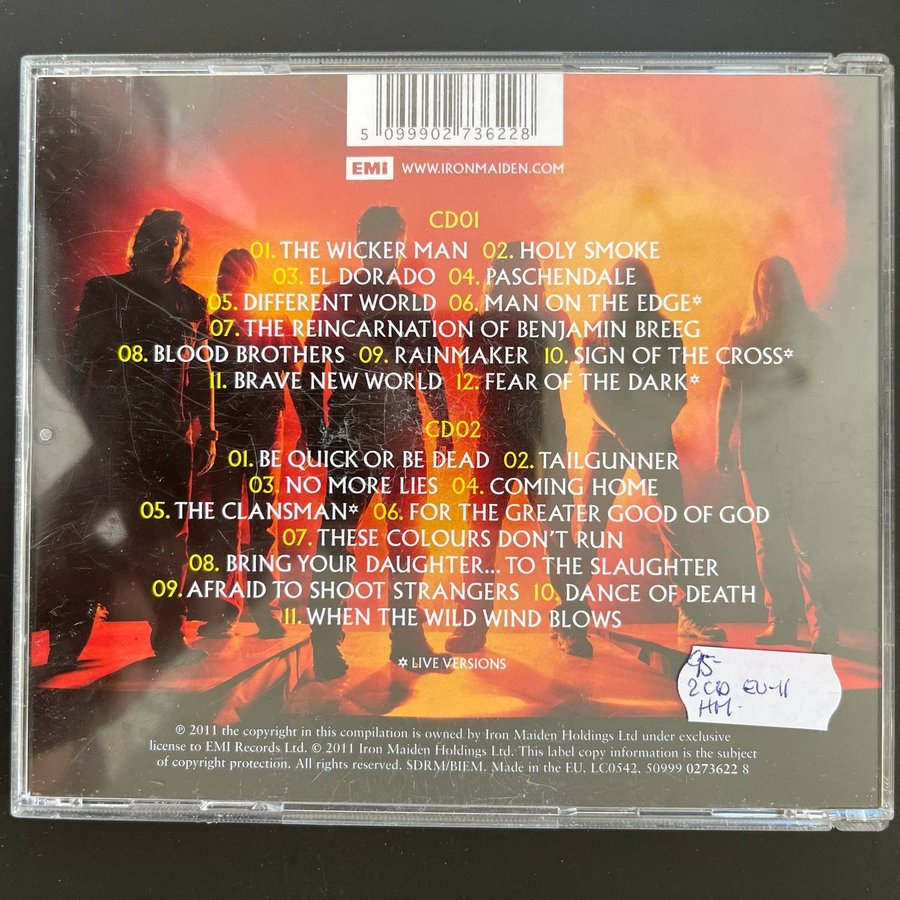 5 099902 736228
EMI WWW.IRONMAIDEN.COM
CD01
01. THE WICKER MAN 02. HOLY SMOKE
03. EL DORADO 04. PASCHENDALE
05. DIFFERENT WORLD 06. MAN ON THE EDGE✡
07. THE REINCARNATION OF BENJAMIN BREEG
08. BLOOD BROTHERS 09. RAINMAKER 10. SIGN OF THE CROSS✡
11. BRAVE NEW WORLD 12. FEAR OF THE DARK✡
CD02
01. BE QUICK OR BE DEAD 02. TAILGUNNER
03. NO MORE LIES 04. COMING HOME
05. THE CLANSMAN✡ 06. FOR THE GREATER GOOD OF GOD
07. THESE COLOURS DON'T RUN
08. BRING YOUR DAUGHTER... TO THE SLAUGHTER
09. AFRAID TO SHOOT STRANGERS 10. DANCE OF DEATH
11. WHEN THE WILD WIND BLOWS
✡ LIVE VERSIONS
95-
2CD EU-11
HM.
℗ 2011 the copyright in this compilation is owned by Iron Maiden Holdings Ltd under exclusive
license to EMI Records Ltd. © 2011 Iron Maiden Holdings Ltd. This label copy information is the subject
of copyright protection. All rights reserved. SDRM/BIEM. Made in the EU. LC0542. 50999 0273622 8